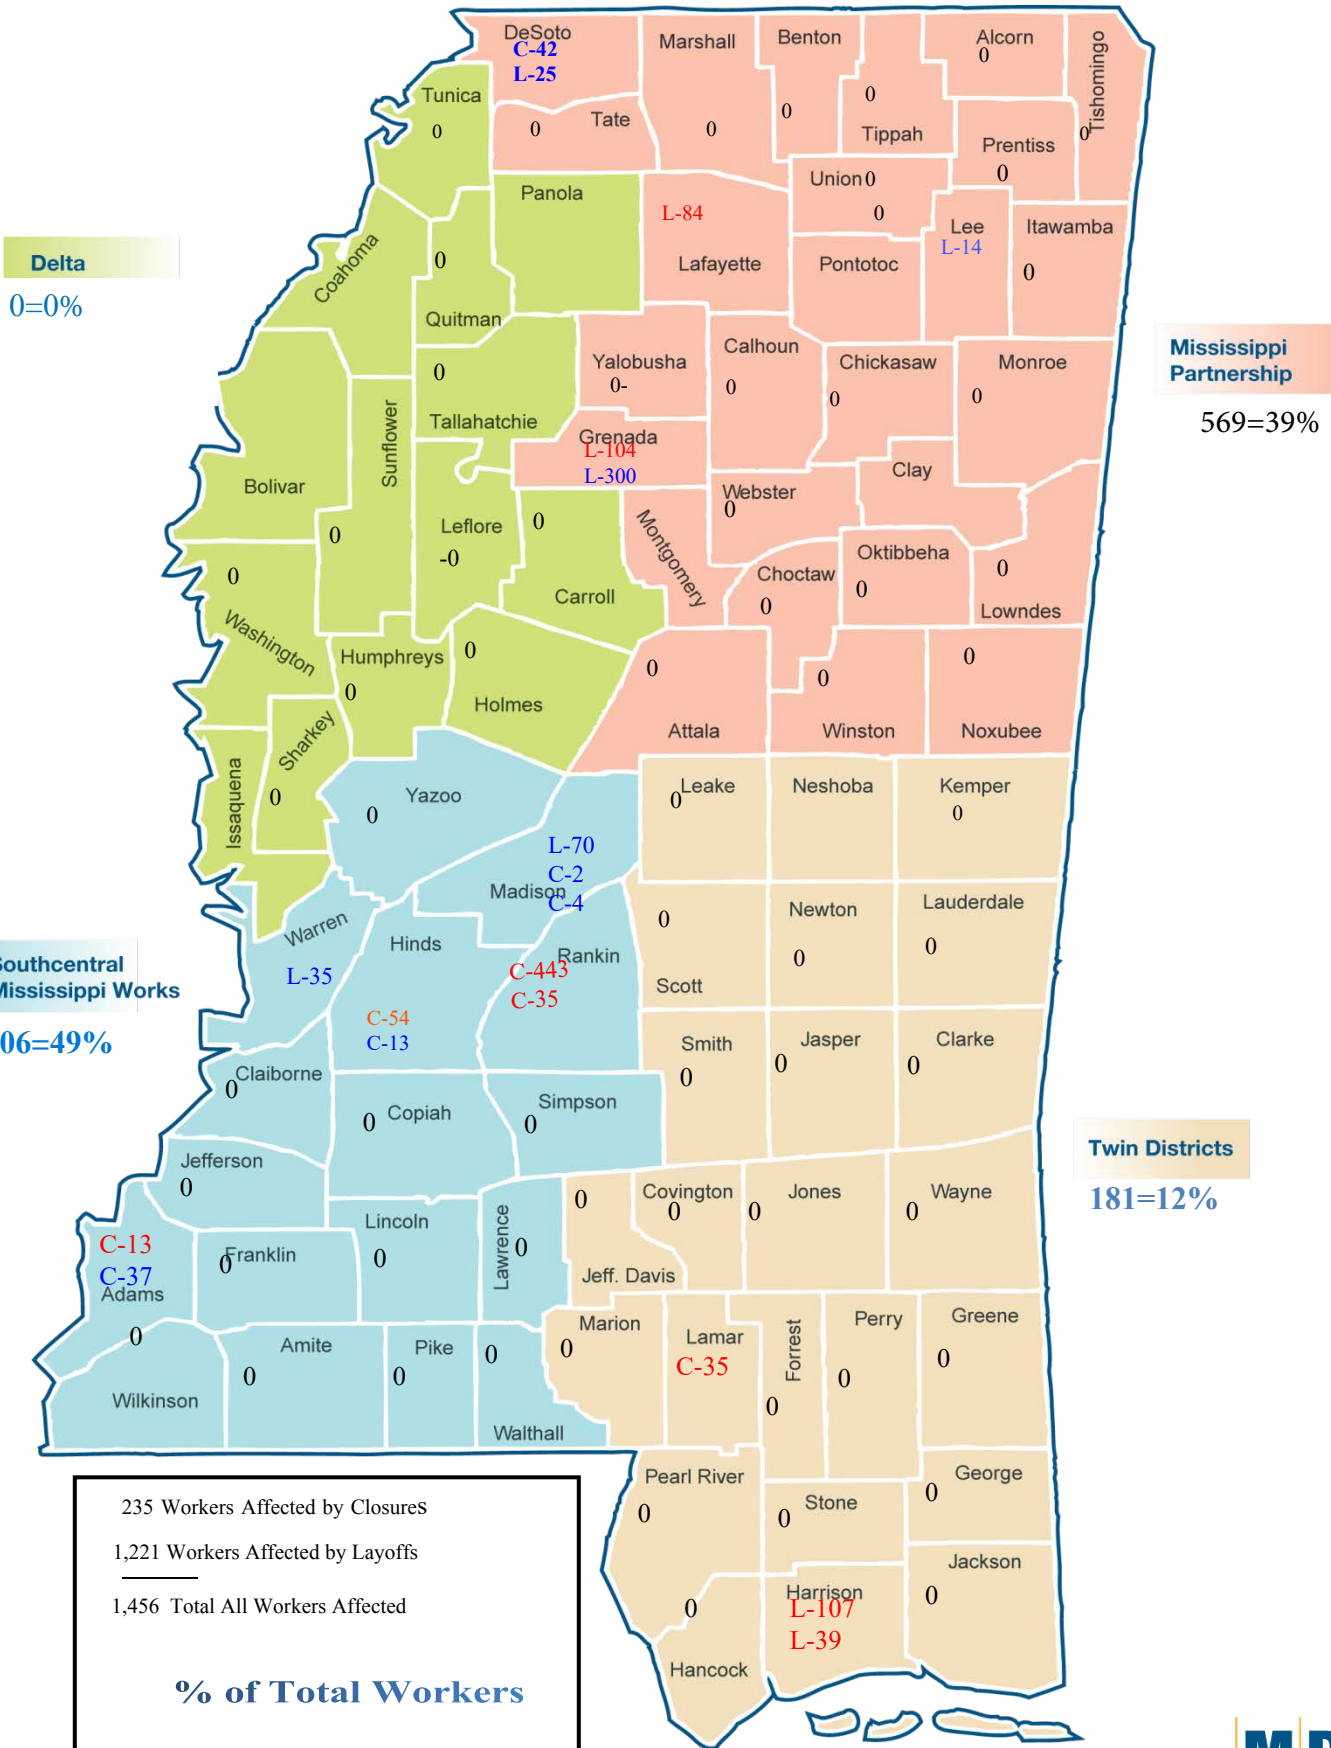 DeSoto
C-42
L-25
Marshall
0
Benton
0
0
Tippah
Alcorn
0
Tishomingo
0
Prentiss
0
Tunica
0
Tate
0
Union 0
0
Panola
L-84
Lafayette
Pontotoc
Lee
L-14
Itawamba
0
Delta
0=0%
Coahoma
0
Quitman
0
Tallahatchie
Yalobusha
0-
Calhoun
0
Chickasaw
0
Monroe
0
Mississippi
Partnership
569=39%
Grenada
L-104
L-300
Bolivar
Sunflower
0
Leflore
-0
0
Carroll
Montgomery
Webster
0
Clay
Choctaw
0
Oktibbeha
0
0
Lowndes
0
Washington
Humphreys
0
0
Holmes
0
Attala
0
Winston
0
Noxubee
Sharkey
0
Issaquena
Yazoo
0
L-70
C-2
Madison
C-4
Leake
0
Neshoba
Kemper
0
Warren
L-35
Hinds
C-54
C-13
Rankin
C-443
C-35
0
Scott
Newton
0
Lauderdale
0
Southcentral
Mississippi Works
06=49%
Claiborne
0
Copiah
0
Simpson
0
Smith
0
Jasper
0
Clarke
0
Twin Districts
181=12%
Jefferson
0
Lincoln
0
Lawrence
0
0
Jeff. Davis
Covington
0
Jones
0
Wayne
0
C-13
C-37
Adams
Franklin
0
0
Wilkinson
Amite
0
Pike
0
0
Walthall
Marion
0
Lamar
C-35
Forrest
0
Perry
0
Greene
0
Pearl River
0
Stone
0
George
0
Jackson
0
Harrison
L-107
L-39
0
Hancock
235 Workers Affected by Closures
1,221 Workers Affected by Layoffs
1,456 Total All Workers Affected
% of Total Workers